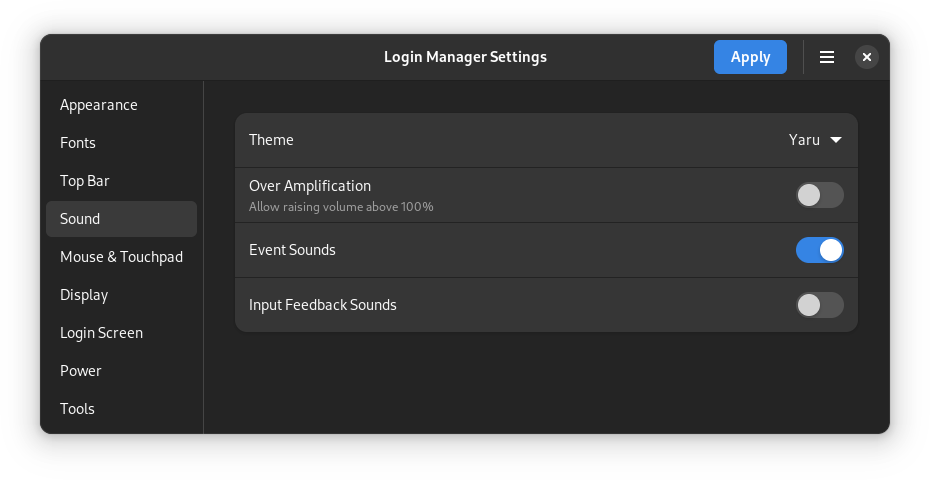 Login Manager Settings
Apply
Appearance
Fonts
Top Bar
Sound
Mouse & Touchpad
Display
Login Screen
Power
Tools
Theme
Yaru
Over Amplification
Allow raising volume above 100%
Event Sounds
Input Feedback Sounds